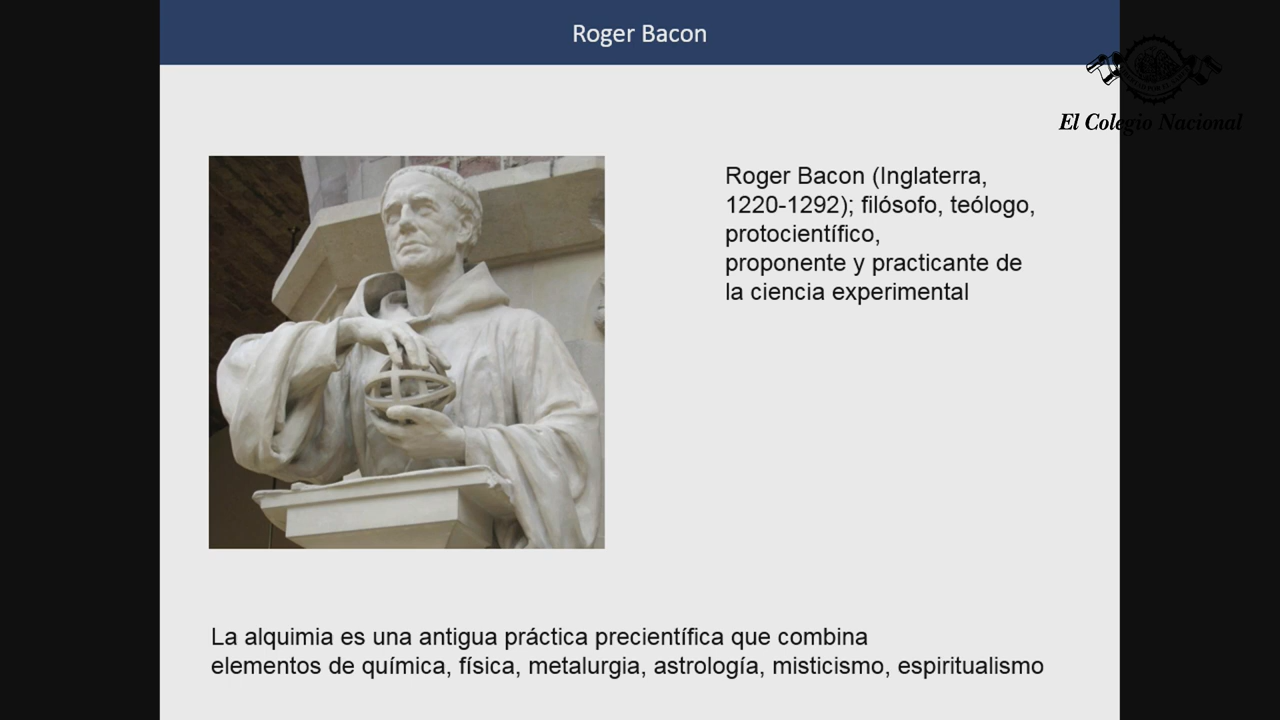 Roger Bacon
El Colegio Nacional
Roger Bacon (Inglaterra,
1220-1292); filósofo, teólogo,
protocientífico,
proponente y practicante de
la ciencia experimental
La alquimia es una antigua práctica precientífica que combina
elementos de química, física, metalurgia, astrología, misticismo, espiritualismo